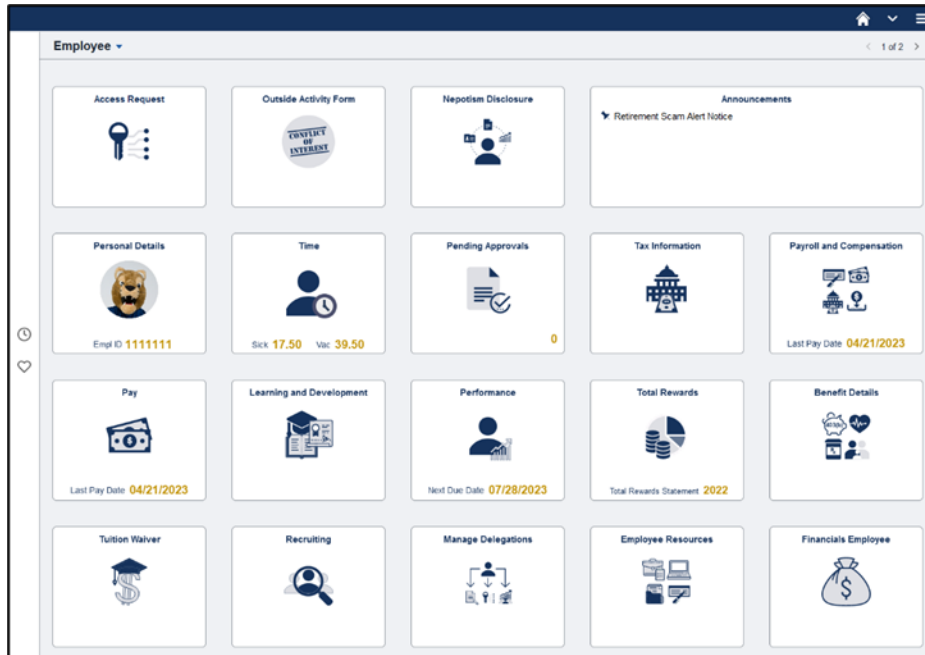 Employee
1 of 2
Access Request
Outside Activity Form
Nepotism Disclosure
Announcements
CONFLICT
OF
INTEREST
Retirement Scam Alert Notice
Personal Details
Time
Pending Approvals
Tax Information
Payroll and Compensation
Empl ID 1111111
Sick 17.50 Vac 39.50
0
Last Pay Date 04/21/2023
Pay
Learning and Development
Performance
Total Rewards
Benefit Details
Last Pay Date 04/21/2023
Next Due Date 07/28/2023
Total Rewards Statement 2022
Tuition Waiver
Recruiting
Manage Delegations
Employee Resources
Financials Employee